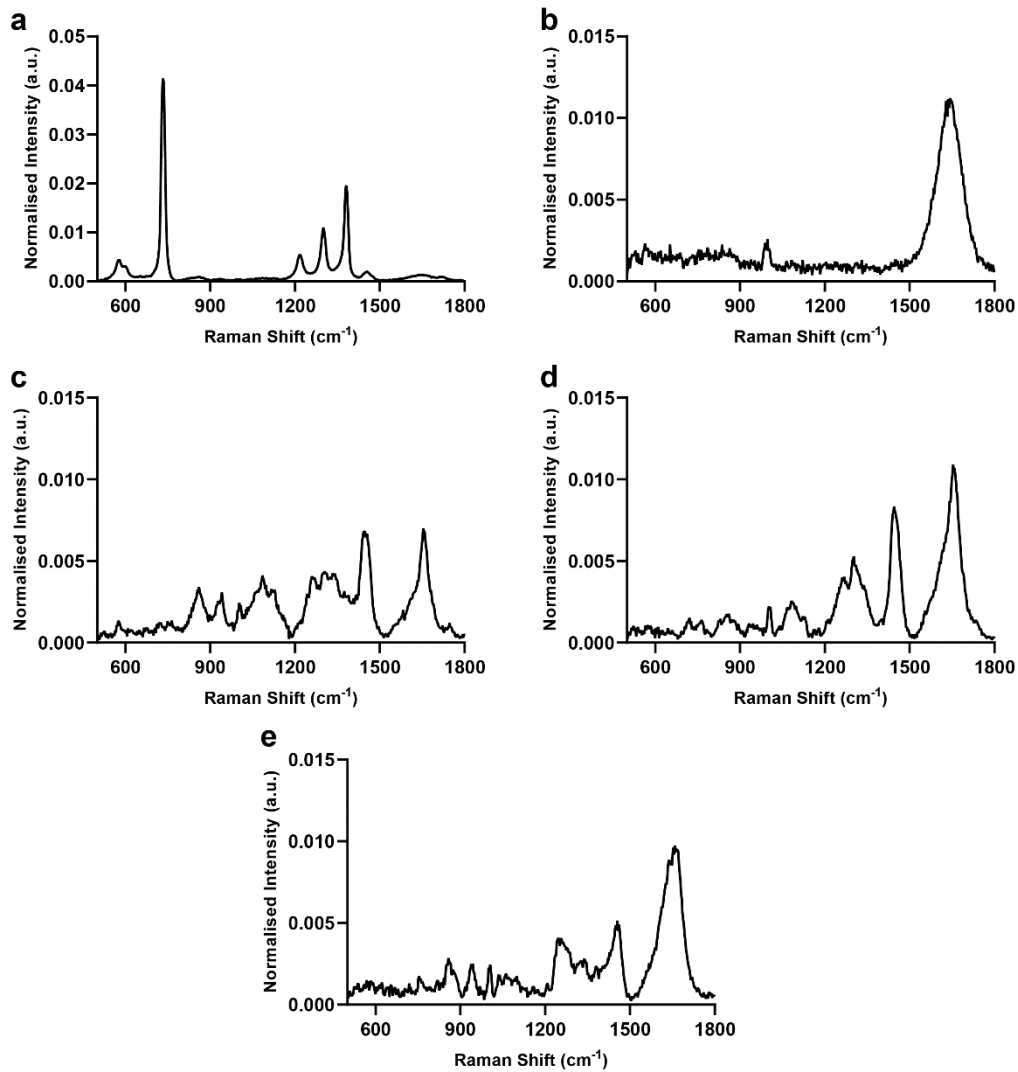 a
0.05
0.04
0.03
0.02
0.01
0.00
Normalised Intensity (a.u.)
600 900 1200 1500 1800
Raman Shift (cm⁻¹)
b
0.015
0.010
0.005
0.000
Normalised Intensity (a.u.)
600 900 1200 1500 1800
Raman Shift (cm⁻¹)
c
0.015
0.010
0.005
0.000
Normalised Intensity (a.u.)
600 900 1200 1500 1800
Raman Shift (cm⁻¹)
d
0.015
0.010
0.005
0.000
Normalised Intensity (a.u.)
600 900 1200 1500 1800
Raman Shift (cm⁻¹)
e
0.015
0.010
0.005
0.000
Normalised Intensity (a.u.)
600 900 1200 1500 1800
Raman Shift (cm⁻¹)